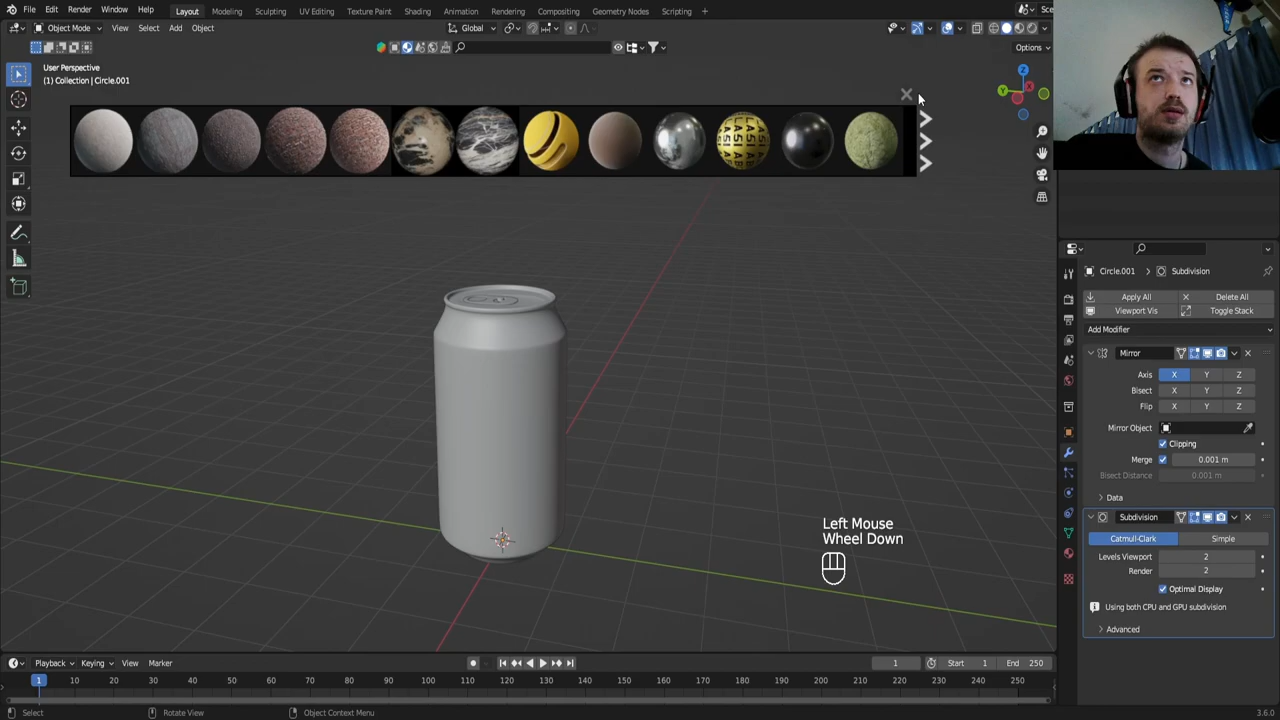 File Edit Render Window Help Layout Modeling Sculpting UV Editing Texture Paint Shading Animation Rendering Compositing Geometry Nodes Scripting + Sce
Object Mode View Select Add Object Global
Options
User Perspective
(1) Collection | Circle.001
Z
Y
X
Circle.001 Subdivision
Apply All Delete All
Viewport Vis Toggle Stack
Add Modifier
Mirror
Axis X Y Z
Bisect X Y Z
Flip X Y Z
Mirror Object
Clipping
Merge 0.001 m
Bisect Distance 0.001 m
Data
Subdivision
Catmull-Clark Simple
Levels Viewport 2
Render 2
Optimal Display
Using both CPU and GPU subdivision
Advanced
Left Mouse
Wheel Down
Playback Keying View Marker 1 Start 1 End 250
1 10 20 30 40 50 60 70 80 90 100 110 120 130 140 150 160 170 180 190 200 210 220 230 240 250
Select Rotate View Object Context Menu 3.6.0